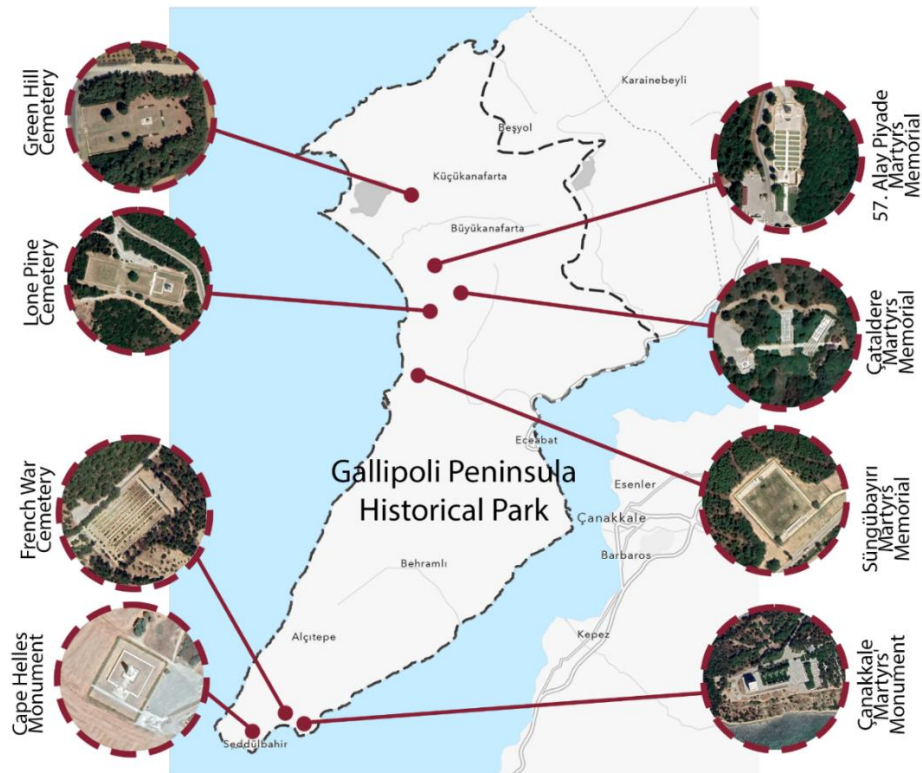 Green Hill
Cemetery
Lone Pine
Cemetery
French War
Cemetery
Cape Helles
Monument
Karainebeyli
Beşyol
Küçükanafarta
Büyükanafarta
Eceabat
Gallipoli Peninsula
Historical Park
Esenler
Çanakkale
Barbaros
Behramlı
Alçıtepe
Kepez
Seddülbahir
57. Alay Piyade
Martyrs
Memorial
Çataldere
Martyrs
Memorial
Süngübayırı
Martyrs
Memorial
Çanakkale
Martyrs'
Monument